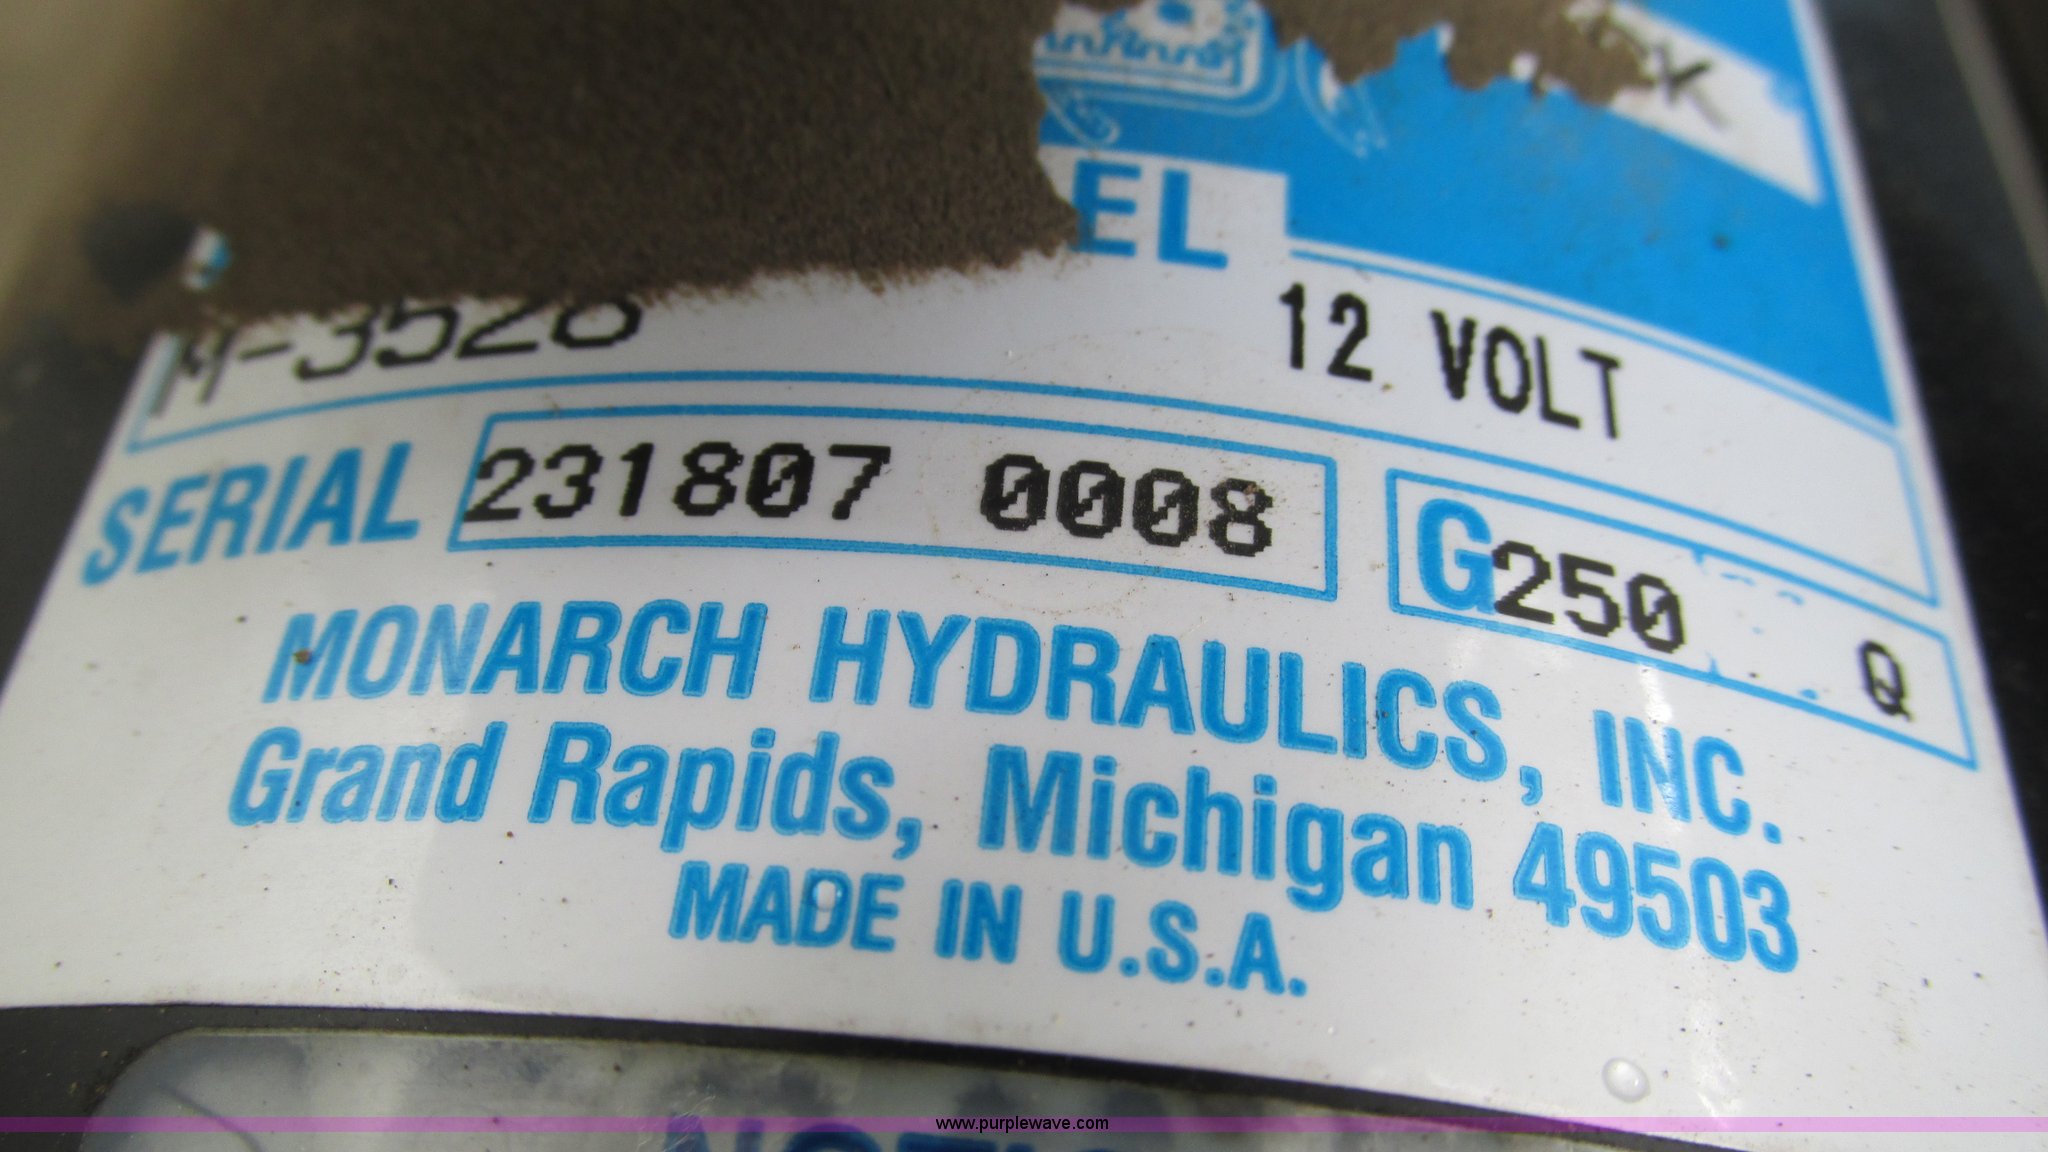 EL
M-3528 12 VOLT
SERIAL 231807 0008 G250 Q
MONARCH HYDRAULICS, INC.
Grand Rapids, Michigan 49503
MADE IN U.S.A.
www.purplewave.com